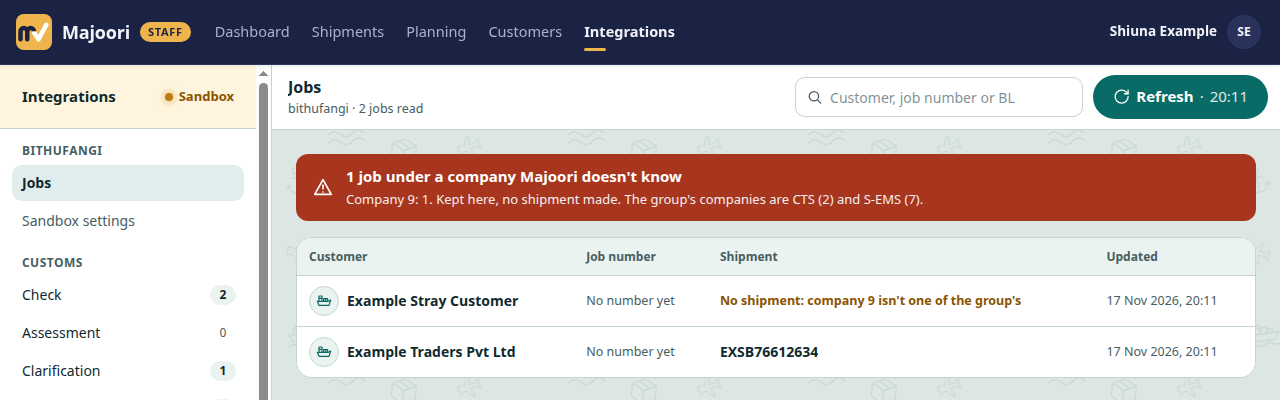 Majoori STAFF Dashboard Shipments Planning Customers Integrations Shiuna Example SE
Integrations Sandbox
BITHUFANGI
Jobs
Sandbox settings
CUSTOMS
Check 2
Assessment 0
Clarification 1
Jobs
bithufangi · 2 jobs read
Customer, job number or BL
Refresh · 20:11
1 job under a company Majoori doesn't know
Company 9: 1. Kept here, no shipment made. The group's companies are CTS (2) and S-EMS (7).
Customer Job number Shipment Updated
Example Stray Customer No number yet No shipment: company 9 isn't one of the group's 17 Nov 2026, 20:11
Example Traders Pvt Ltd No number yet EXSB76612634 17 Nov 2026, 20:11